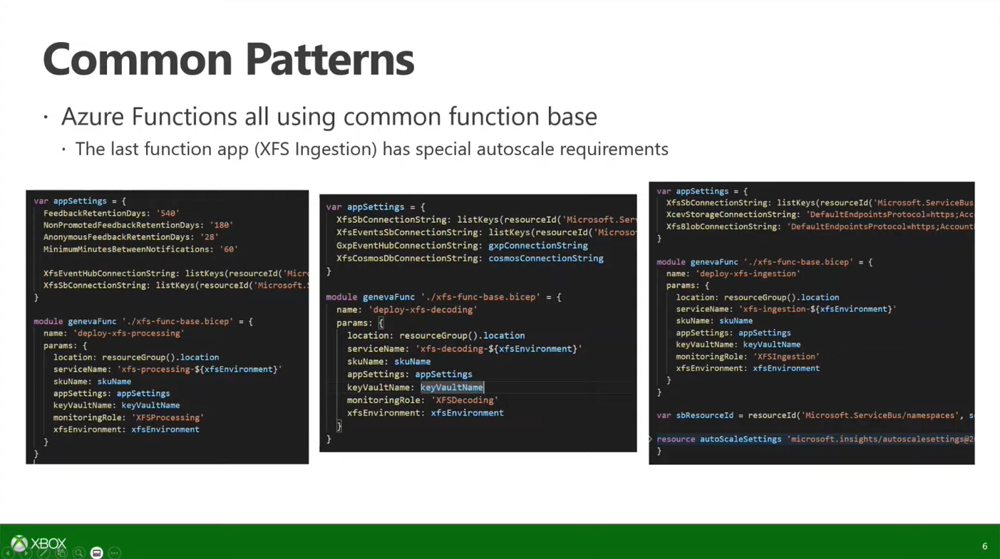 Common Patterns
· Azure Functions all using common function base
· The last function app (XFS Ingestion) has special autoscale requirements
var appSettings = {
FeedbackRetentionDays: '540'
NonPromotedFeedbackRetentionDays: '180'
AnonymousFeedbackRetentionDays: '28'
MinimumMinutesBetweenNotifications: '60'
XfsEventHubConnectionString: listKeys(resourceId('Micro
XfsSbConnectionString: listKeys(resourceId('Microsoft.S
}
module genevaFunc './xfs-func-base.bicep' = {
name: 'deploy-xfs-processing'
params: {
location: resourceGroup().location
serviceName: 'xfs-processing-${xfsEnvironment}'
skuName: skuName
appSettings: appSettings
keyVaultName: keyVaultName
monitoringRole: 'XFSProcessing'
xfsEnvironment: xfsEnvironment
}
}
var appSettings = {
XfsSbConnectionString: listKeys(resourceId('Microsoft.Ser
XfsEventsSbConnectionString: listKeys(resourceId('Microso
GxpEventHubConnectionString: gxpConnectionString
XfsCosmosDbConnectionString: cosmosConnectionString
}
module genevaFunc './xfs-func-base.bicep' = {
name: 'deploy-xfs-decoding'
params: {
location: resourceGroup().location
serviceName: 'xfs-decoding-${xfsEnvironment}'
skuName: skuName
appSettings: appSettings
keyVaultName: keyVaultName
monitoringRole: 'XFSDecoding'
xfsEnvironment: xfsEnvironment
}
}
var appSettings = {
XfsSbConnectionString: listKeys(resourceId('Microsoft.ServiceBus
XcevStorageConnectionString: 'DefaultEndpointsProtocol=https;Acc
XfsBlobConnectionString: 'DefaultEndpointsProtocol=https;Account
}
module genevaFunc './xfs-func-base.bicep' = {
name: 'deploy-xfs-ingestion'
params: {
location: resourceGroup().location
serviceName: 'xfs-ingestion-${xfsEnvironment}'
skuName: skuName
appSettings: appSettings
keyVaultName: keyVaultName
monitoringRole: 'XFSIngestion'
xfsEnvironment: xfsEnvironment
}
}
var sbResourceId = resourceId('Microsoft.ServiceBus/namespaces', s
resource autoScaleSettings 'microsoft.insights/autoscalesettings@2
}
XBOX
6